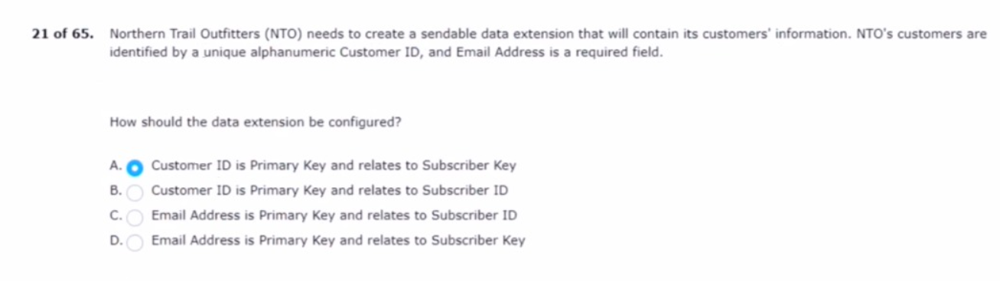 21 of 65. Northern Trail Outfitters (NTO) needs to create a sendable data extension that will contain its customers' information. NTO's customers are
identified by a unique alphanumeric Customer ID, and Email Address is a required field.
How should the data extension be configured?
A. Customer ID is Primary Key and relates to Subscriber Key
B. Customer ID is Primary Key and relates to Subscriber ID
C. Email Address is Primary Key and relates to Subscriber ID
D. Email Address is Primary Key and relates to Subscriber Key